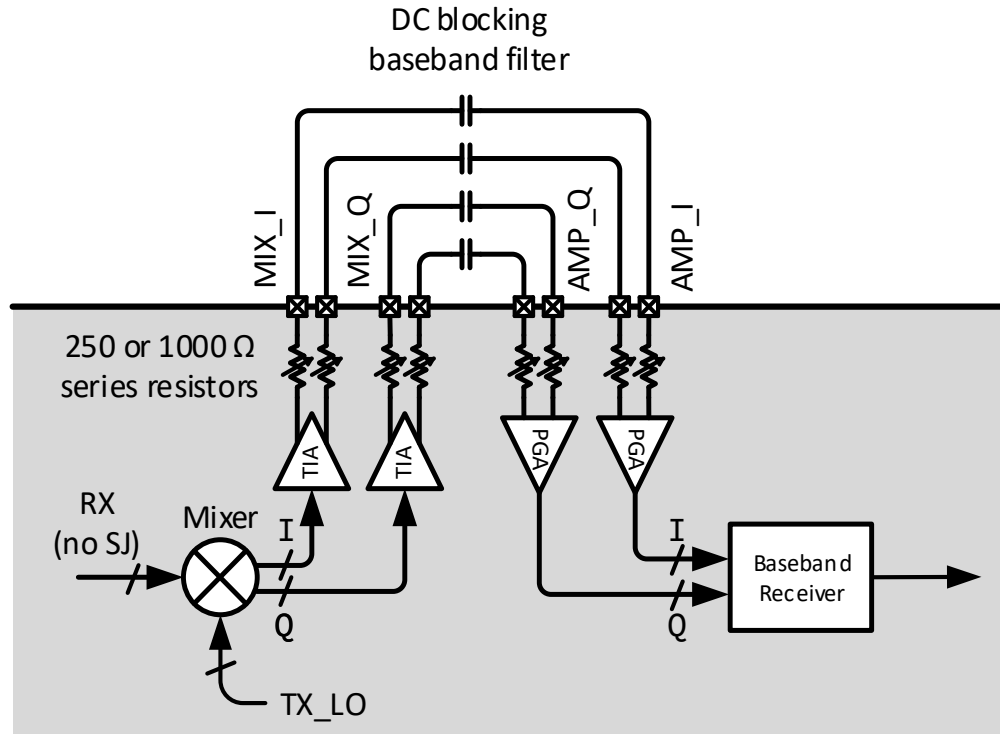 DC blocking
baseband filter
MIX_I
MIX_Q
AMP_Q
AMP_I
250 or 1000 Ω
series resistors
TIA
TIA
PGA
PGA
RX
(no SJ)
Mixer
I
Q
I
Q
Baseband
Receiver
TX_LO